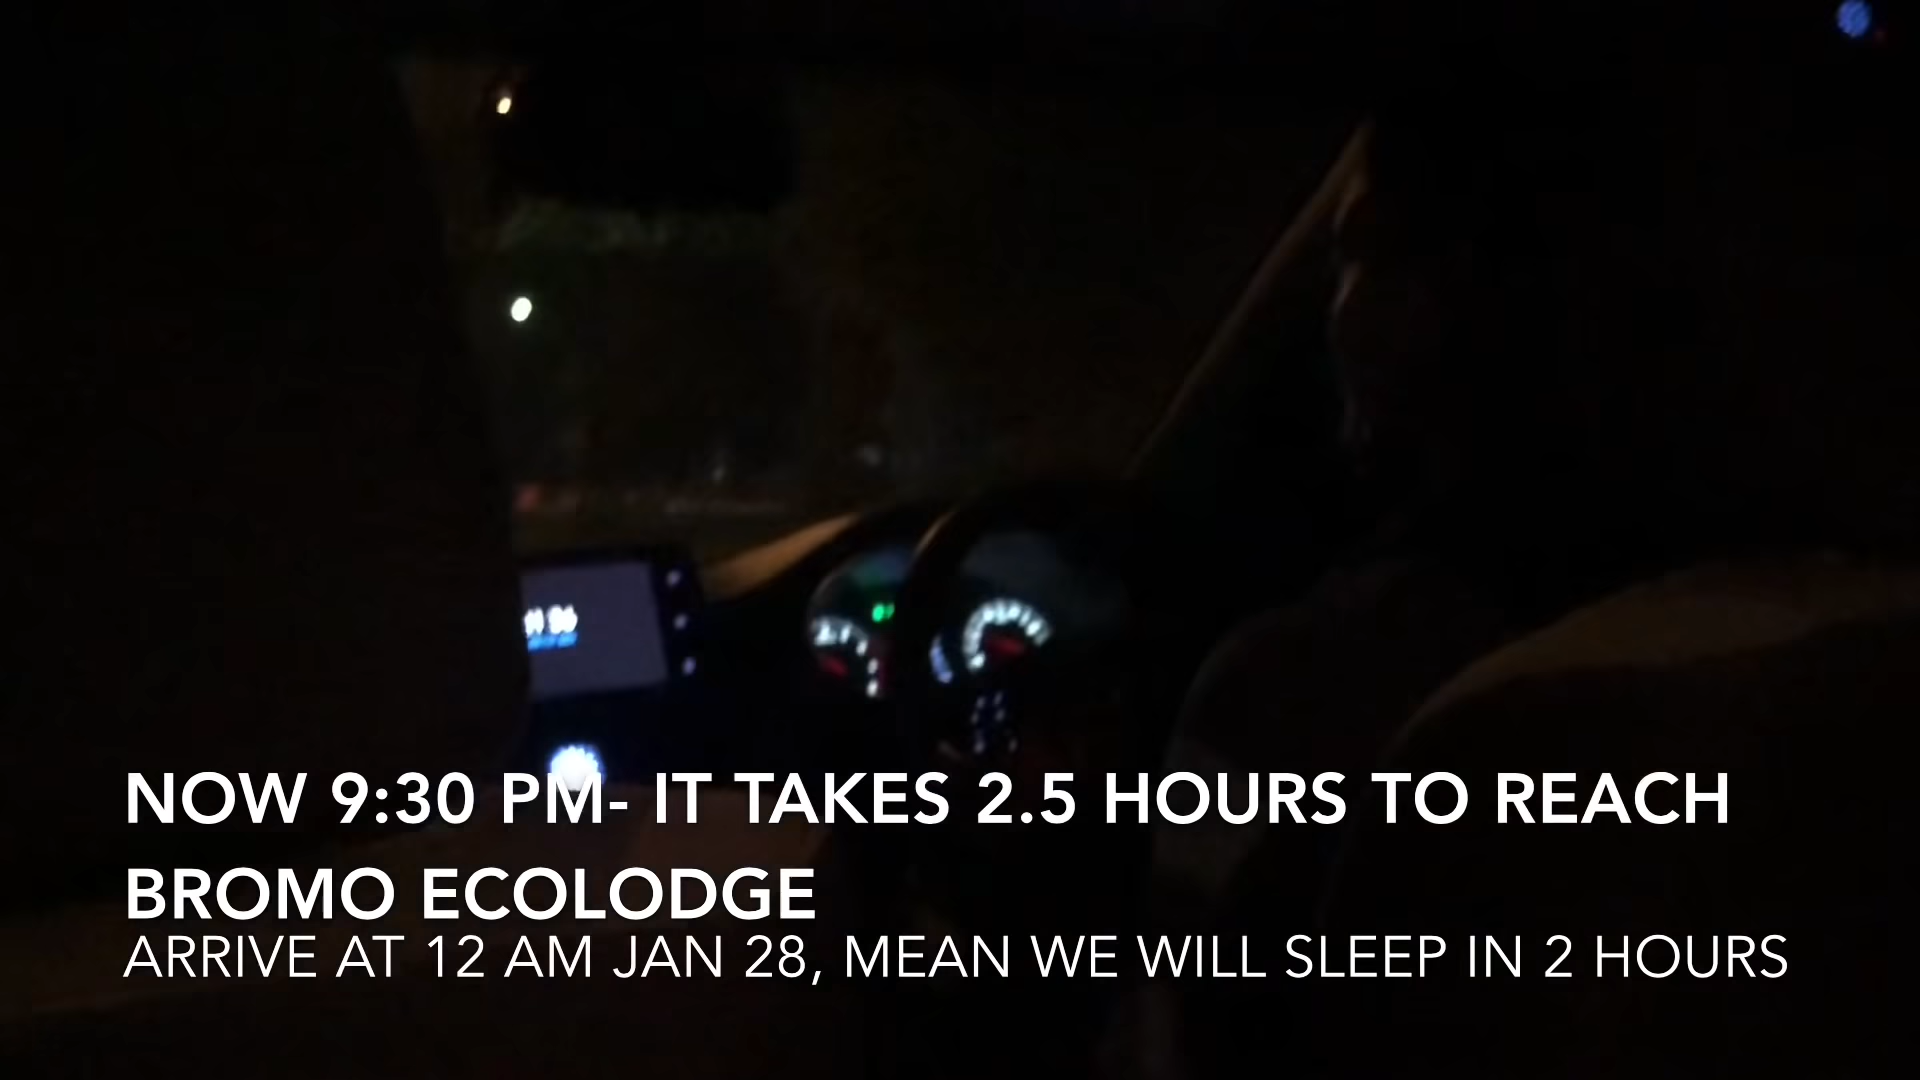 NOW 9:30 PM- IT TAKES 2.5 HOURS TO REACH
BROMO ECOLODGE
ARRIVE AT 12 AM JAN 28, MEAN WE WILL SLEEP IN 2 HOURS